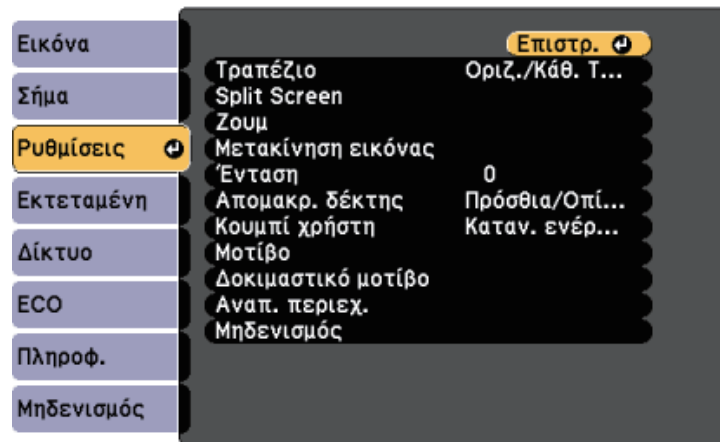 Εικόνα
Σήμα
Ρυθμίσεις
Εκτεταμένη
Δίκτυο
ECO
Πληροφ.
Μηδενισμός
Επιστρ.
Τραπέζιο Οριζ./Κάθ. Τ...
Split Screen
Ζουμ
Μετακίνηση εικόνας
Ένταση 0
Απομακρ. δέκτης Πρόσθια/Οπί...
Κουμπί χρήστη Καταν. ενέρ...
Μοτίβο
Δοκιμαστικό μοτίβο
Αναπ. περιεχ.
Μηδενισμός